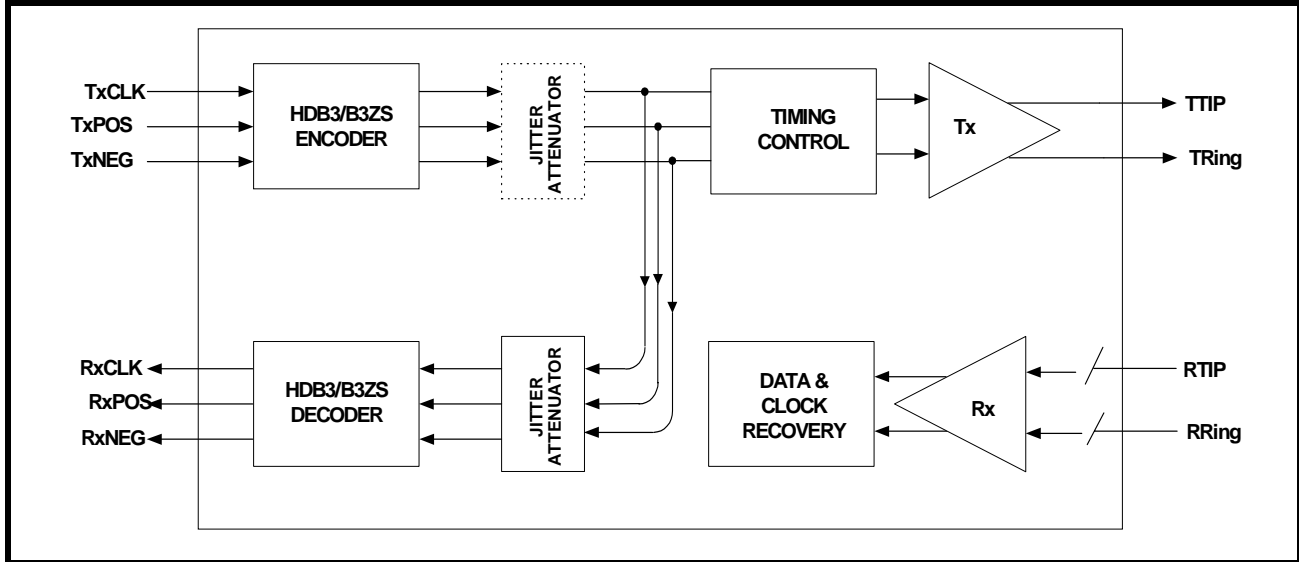 TxCLK
TxPOS
TxNEG
HDB3/B3ZS
ENCODER
JITTER
ATTENUATOR
TIMING
CONTROL
Tx
TTIP
TRing
RxCLK
RxPOS
RxNEG
HDB3/B3ZS
DECODER
JITTER
ATTENUATOR
DATA &
CLOCK
RECOVERY
Rx
RTIP
RRing